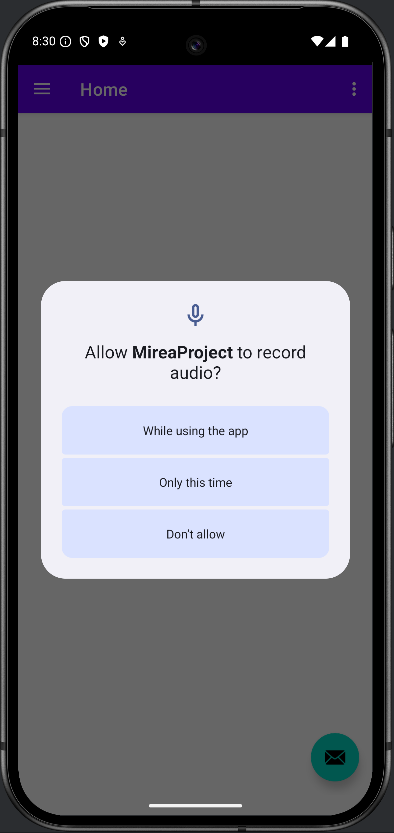 8:30
Home
Allow MireaProject to record
audio?
While using the app
Only this time
Don't allow